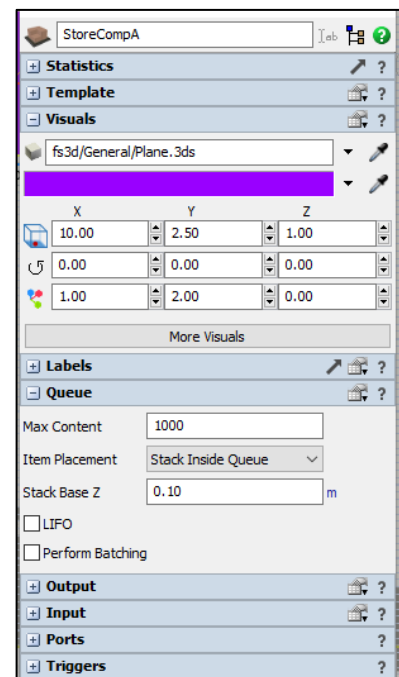 StoreCompA
Statistics ?
Template ?
Visuals ?
fs3d/General/Plane.3ds
X Y Z
10.00 2.50 1.00
0.00 0.00 0.00
1.00 2.00 0.00
More Visuals
Labels ?
Queue ?
Max Content 1000
Item Placement Stack Inside Queue
Stack Base Z 0.10 m
LIFO
Perform Batching
Output ?
Input ?
Ports ?
Triggers ?